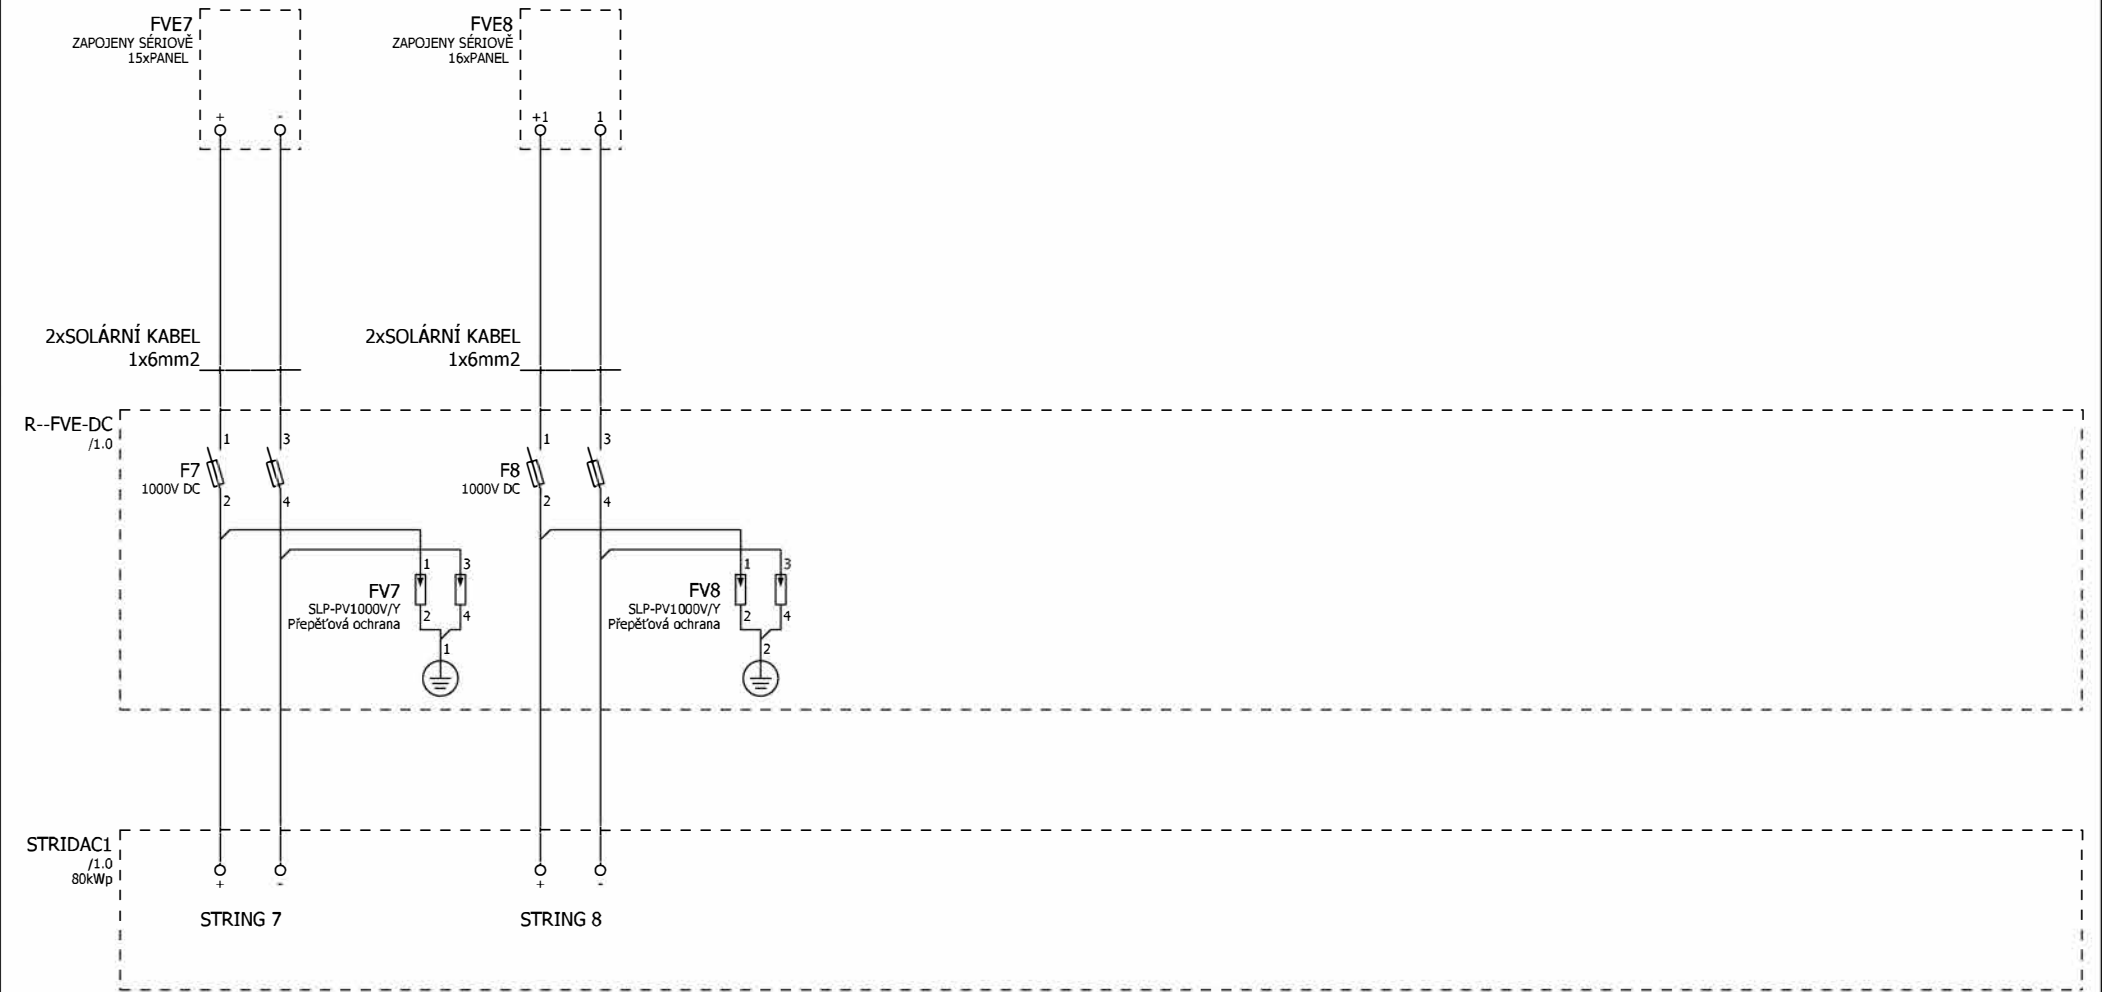 FVE7
ZAPOJENY SÉRIOVĚ
15xPANEL
+ -
FVE8
ZAPOJENY SÉRIOVĚ
16xPANEL
+1 1
2xSOLÁRNÍ KABEL
1x6mm2
2xSOLÁRNÍ KABEL
1x6mm2
R--FVE-DC
/1.0
1 3
F7
1000V DC
2 4
1 3
F8
1000V DC
2 4
1 3
FV7
SLP-PV1000V/Y
Přepěťová ochrana
2 4
1
1 3
FV8
SLP-PV1000V/Y
Přepěťová ochrana
2 4
2
STRIDAC1
/1.0
80kWp
+ -
STRING 7
+ -
STRING 8